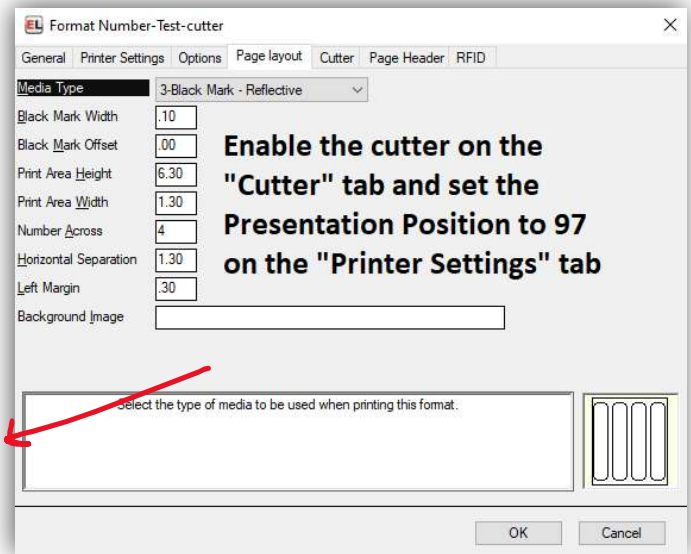 EL Format Number-Test-cutter
General Printer Settings Options Page layout Cutter Page Header RFID
Media Type 3-Black Mark - Reflective
Black Mark Width .10
Black Mark Offset .00
Print Area Height 6.30
Print Area Width 1.30
Number Across 4
Horizontal Separation 1.30
Left Margin .30
Background Image
Enable the cutter on the
"Cutter" tab and set the
Presentation Position to 97
on the "Printer Settings" tab
Select the type of media to be used when printing this format.
OK Cancel